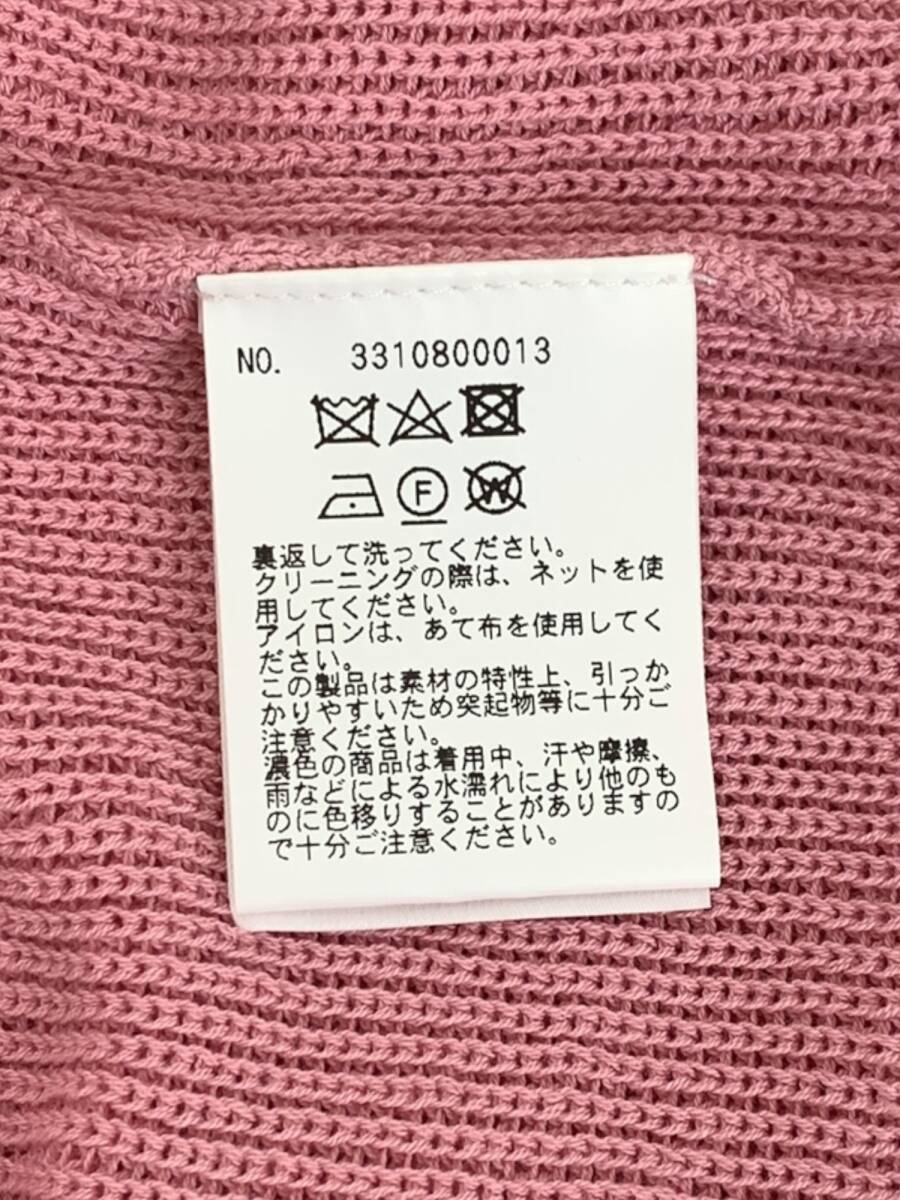 NO. 3310800013
F W
裏返して洗ってください。
クリーニングの際は、ネットを使
用してください。
アイロンは、あて布を使用してく
ださい。
この製品は素材の特性上、引っか
かりやすいため突起物等に十分ご
注意ください。
濃色の商品は着用中、汗や摩擦、
雨などによる水濡れにより他のも
のに色移りすることがありますの
で十分ご注意ください。